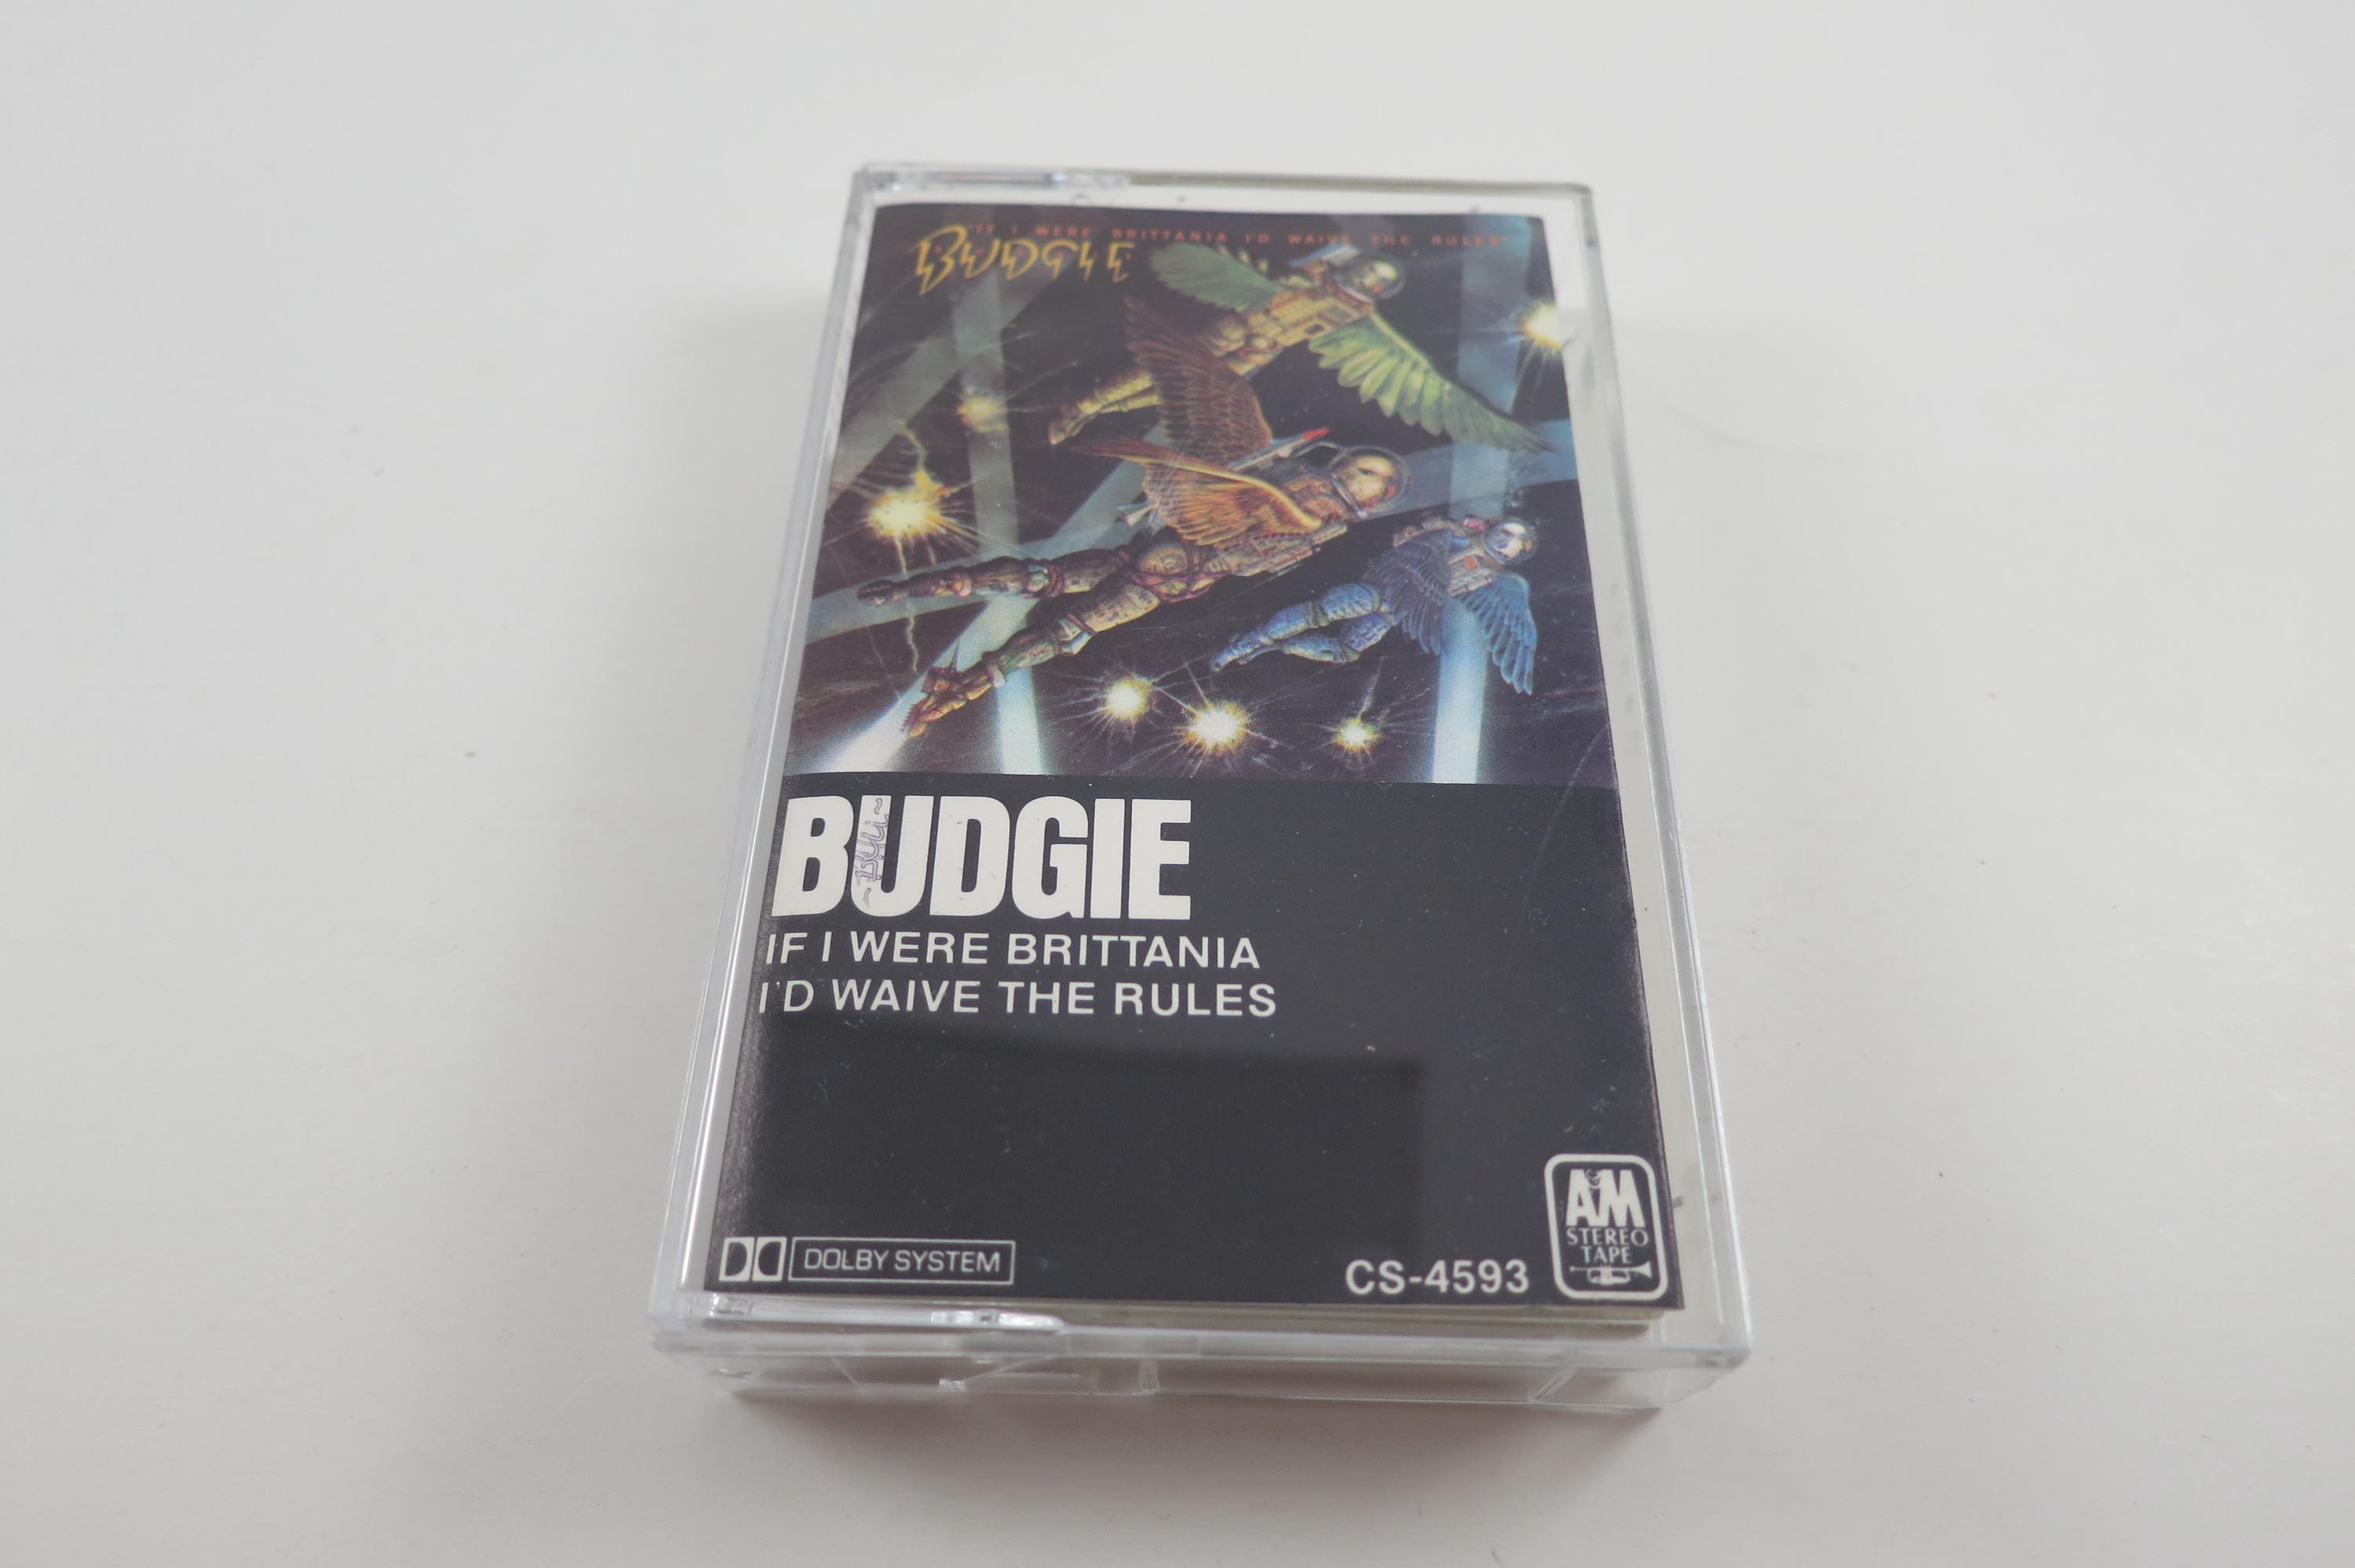 "IF I WERE BRITTANIA I'D WAIVE THE RULES"
BUDGIE
BUDGIE
IF I WERE BRITTANIA
I'D WAIVE THE RULES
DOLBY SYSTEM
CS-4593
A&M
STEREO
TAPE